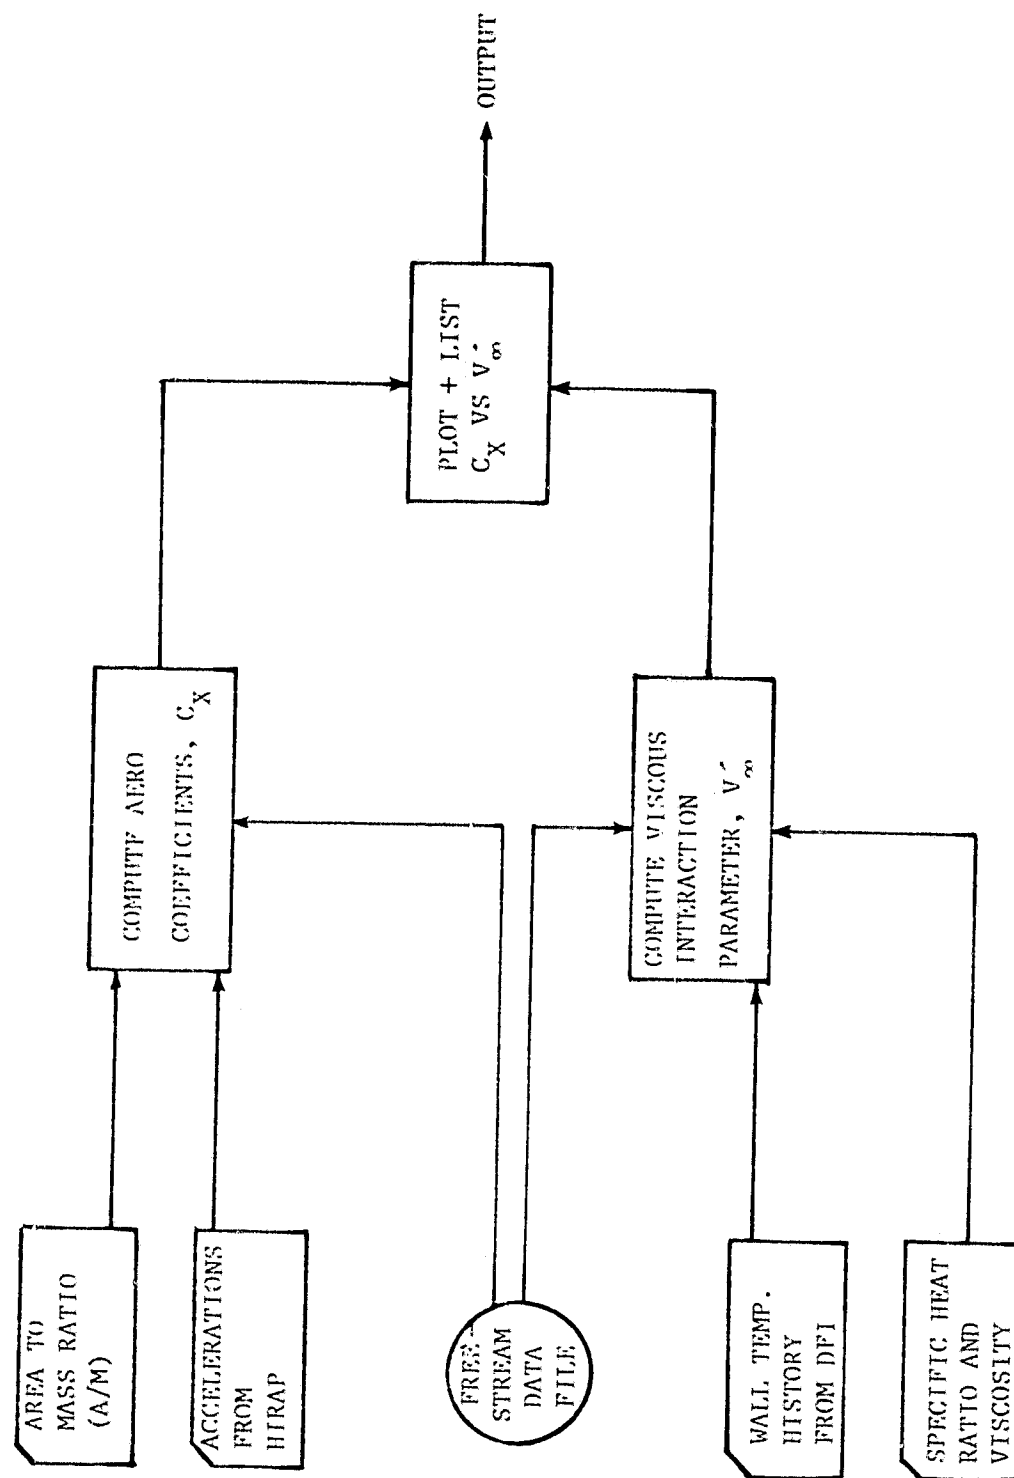 AREA TO
MASS RATIO
(A/M)
ACCELERATIONS
FROM
HIRAP
FREE-
STREAM
DATA
FILE
WALL TEMP.
HISTORY
FROM DFI
SPECIFIC HEAT
RATIO AND
VISCOSITY
COMPUTE AERO
COEFFICIENTS, C_X
COMPUTE VISCOUS
INTERACTION
PARAMETER, V′_∞
PLOT + LIST
C_X VS V′_∞
OUTPUT